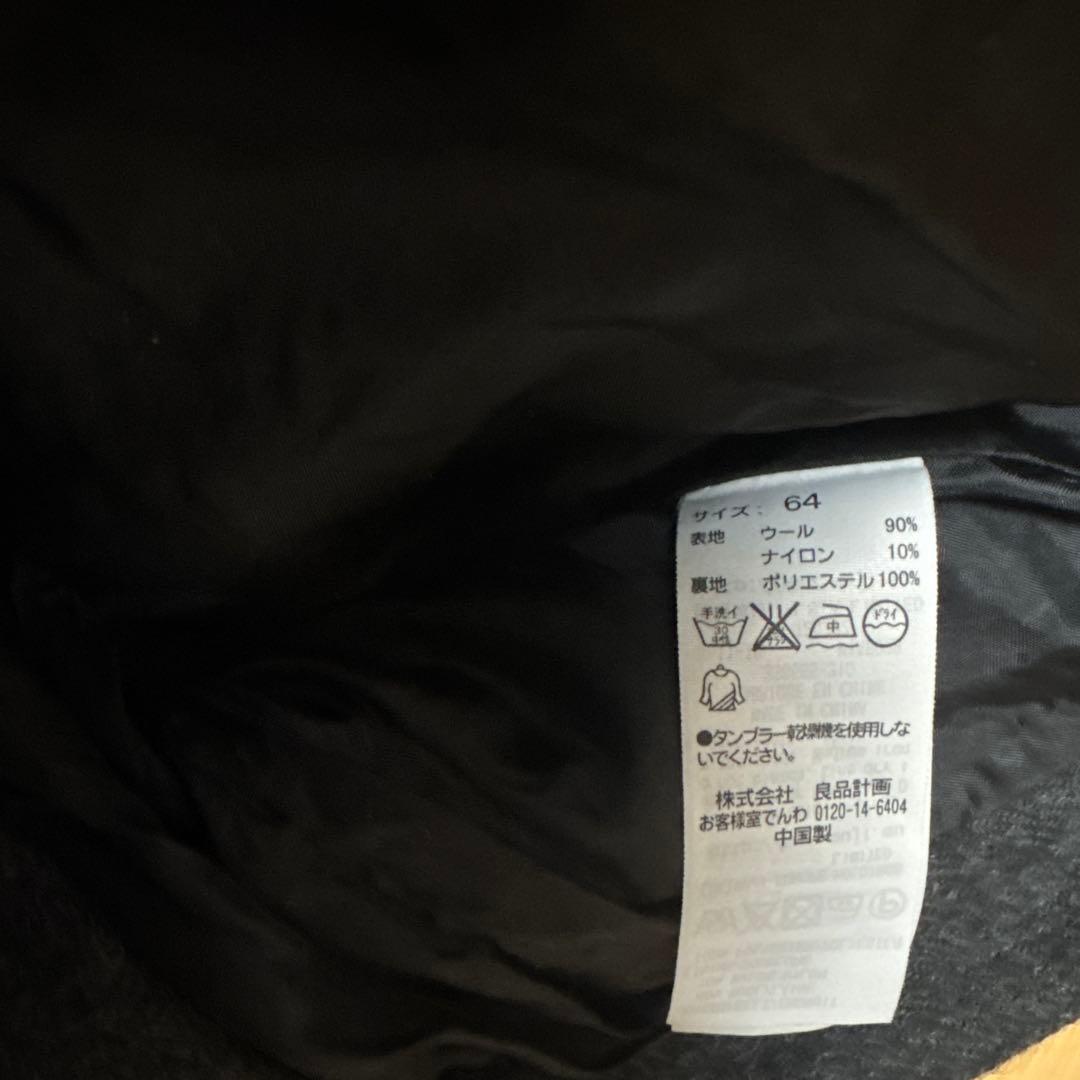 サイズ： 64
表地 ウール 90%
ナイロン 10%
裏地 ポリエステル 100%
手洗イ
30
中
ドライ
●タンブラー乾燥機を使用しな
いでください。
株式会社 良品計画
お客様室でんわ 0120-14-6404
中国製